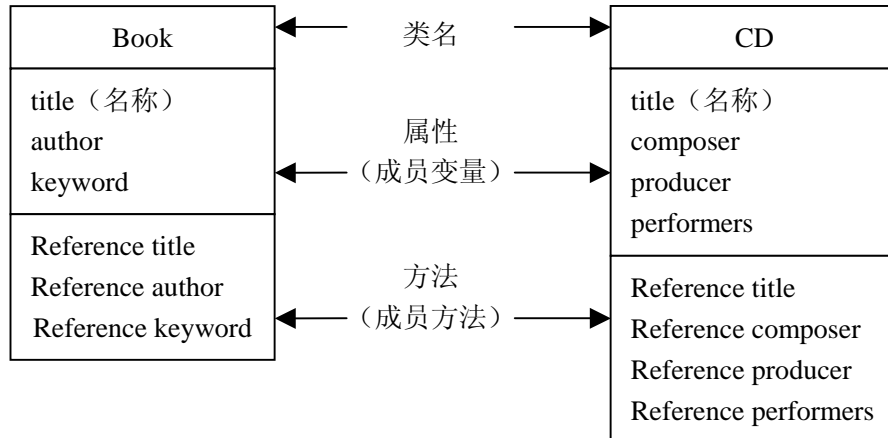 Book
title（名称）
author
keyword
Reference title
Reference author
Reference keyword
类名
属性
（成员变量）
方法
（成员方法）
CD
title（名称）
composer
producer
performers
Reference title
Reference composer
Reference producer
Reference performers